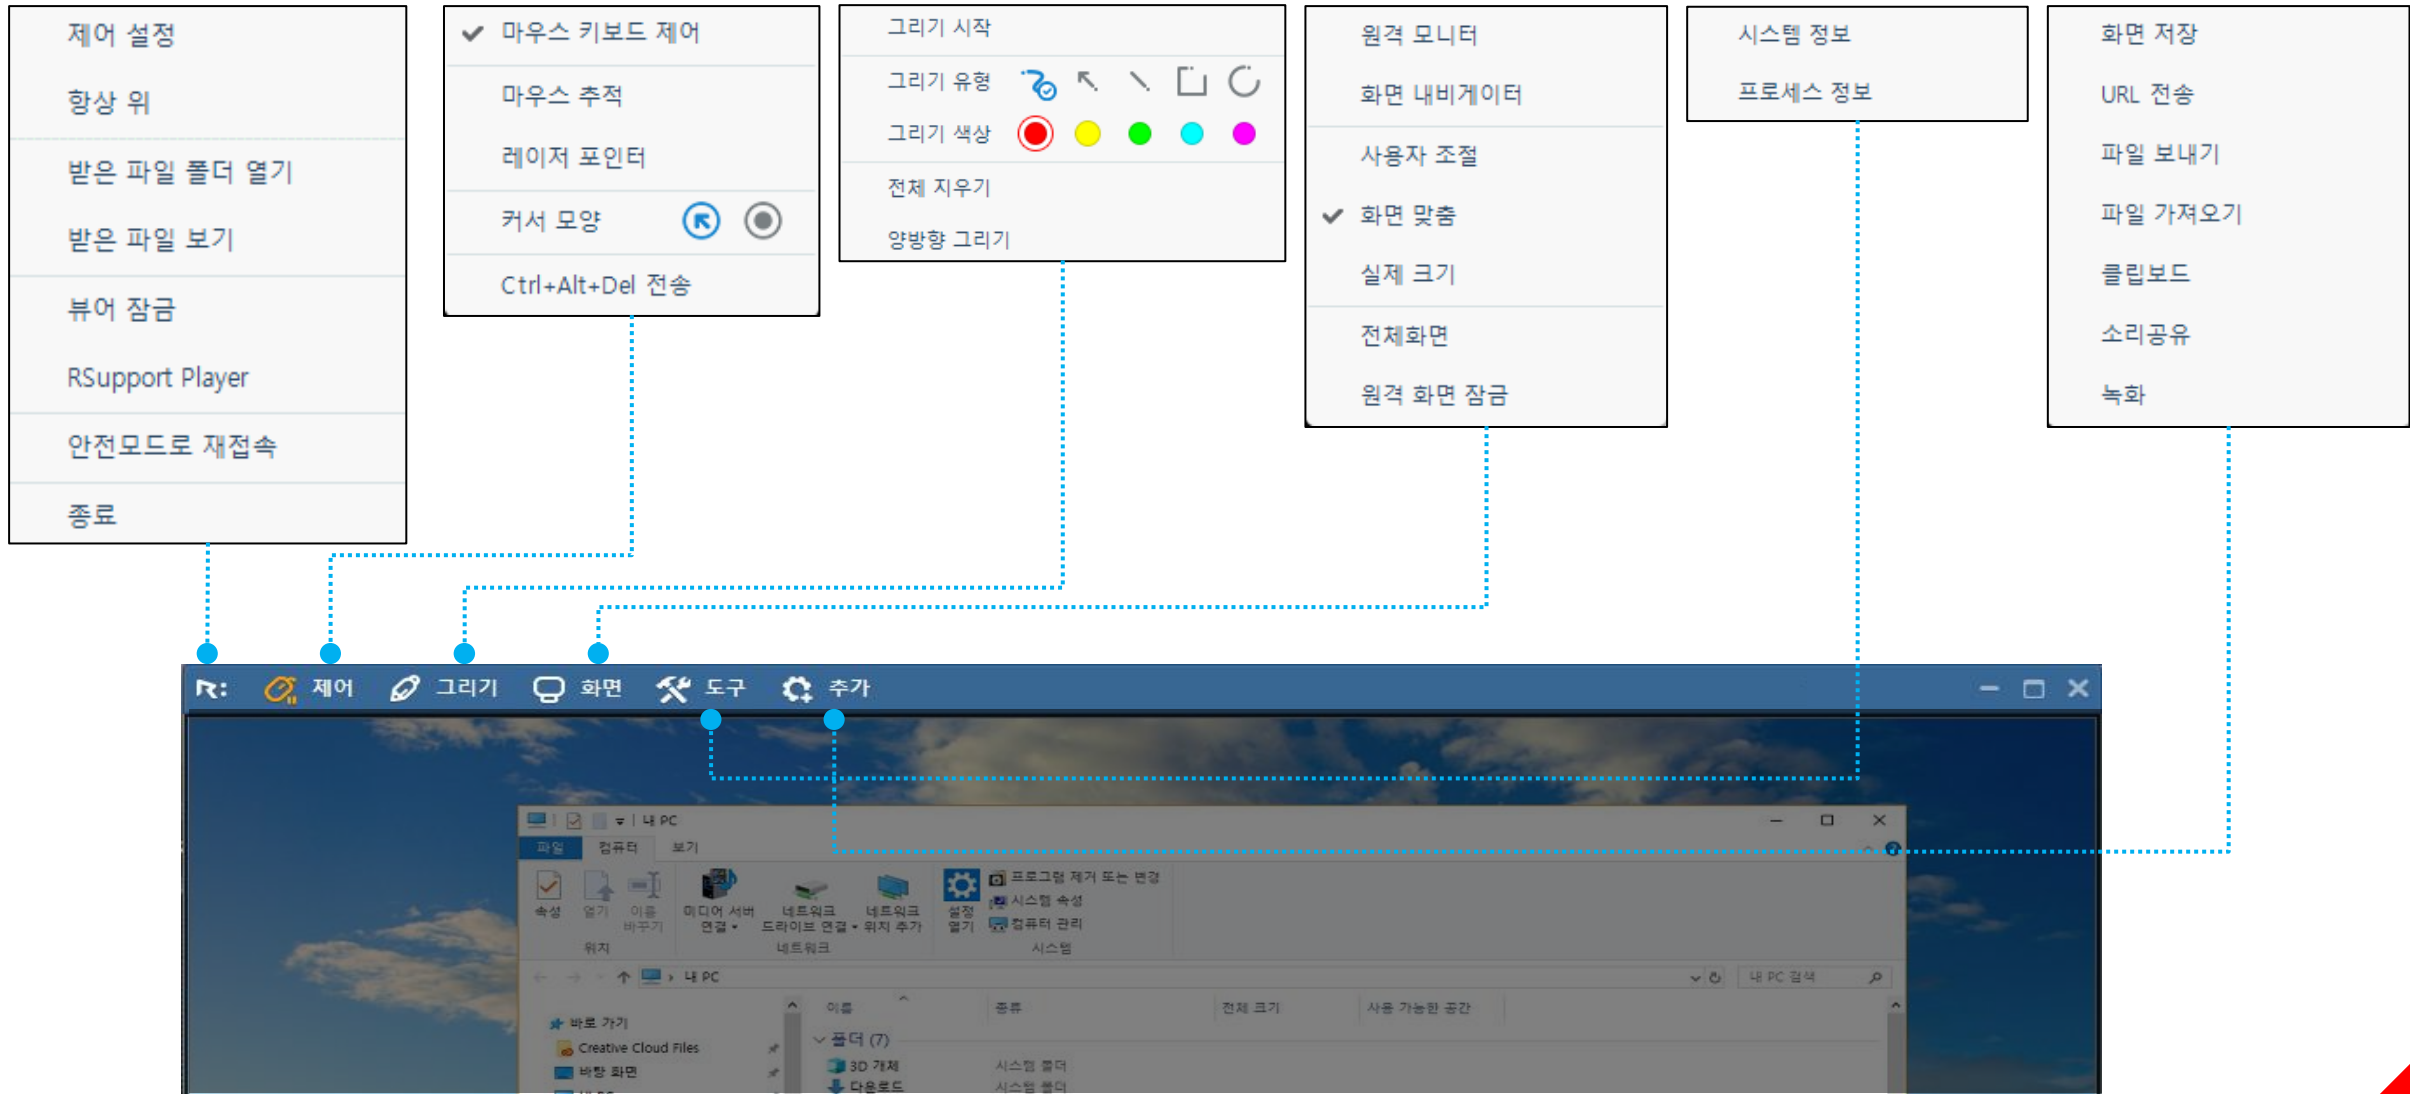 제어 설정
항상 위
받은 파일 폴더 열기
받은 파일 보기
뷰어 잠금
RSupport Player
안전모드로 재접속
종료
마우스 키보드 제어
마우스 추적
레이저 포인터
커서 모양
Ctrl+Alt+Del 전송
그리기 시작
그리기 유형
그리기 색상
전체 지우기
양방향 그리기
원격 모니터
화면 내비게이터
사용자 조절
화면 맞춤
실제 크기
전체화면
원격 화면 잠금
시스템 정보
프로세스 정보
화면 저장
URL 전송
파일 보내기
파일 가져오기
클립보드
소리공유
녹화
R: 제어 그리기 화면 도구 추가
내 PC
파일 컴퓨터 보기
속성 열기 이름 바꾸기 미디어 서버 연결 네트워크 드라이브 연결 네트워크 위치 추가 설정 열기
프로그램 제거 또는 변경
시스템 속성
컴퓨터 관리
위치 네트워크 시스템
내 PC 내 PC 검색
이름 종류 전체 크기 사용 가능한 공간
바로 가기
Creative Cloud Files
바탕 화면
폴더 (7)
3D 개체 시스템 폴더
다운로드 시스템 폴더